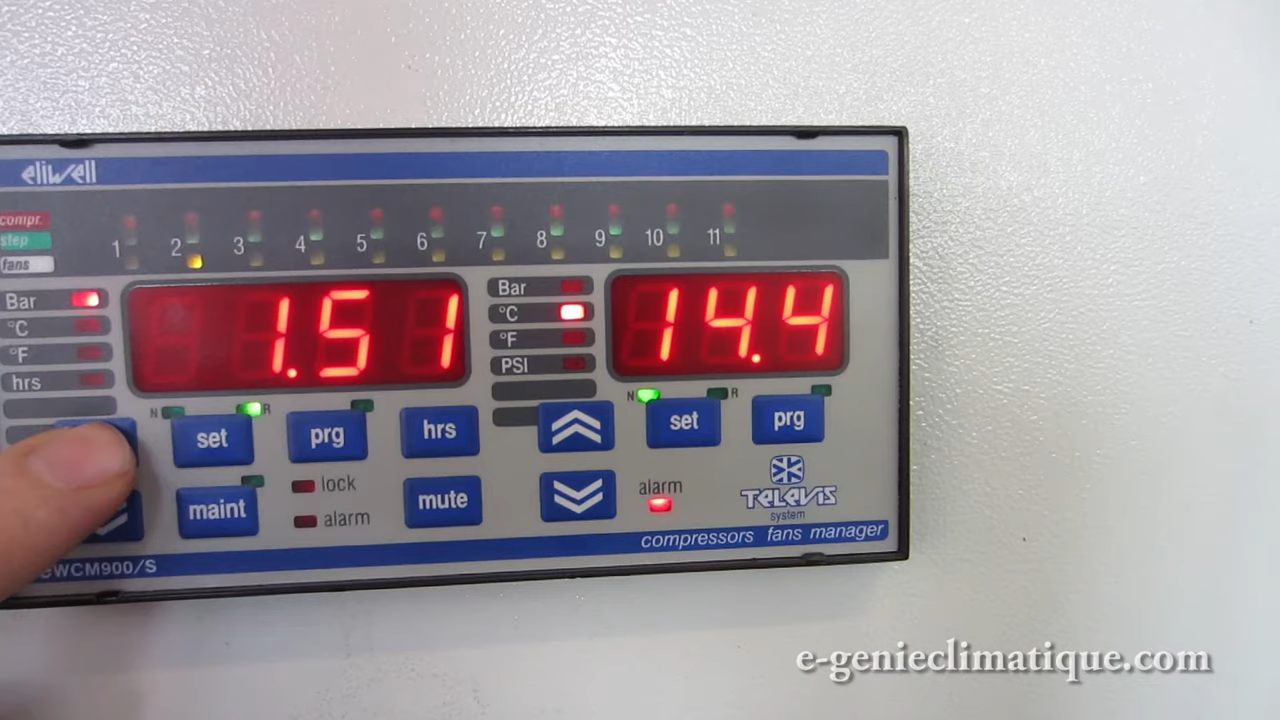 eliwell
compr.
step
fans
1 2 3 4 5 6 7 8 9 10 11
Bar
°C
°F
hrs
1.51
Bar
°C
°F
PSI
14.4
N R
set
prg
hrs
N R
set
prg
maint
lock
alarm
mute
alarm
TELEVIS
system
compressors fans manager
EWCM900/S
e-genieclimatique.com